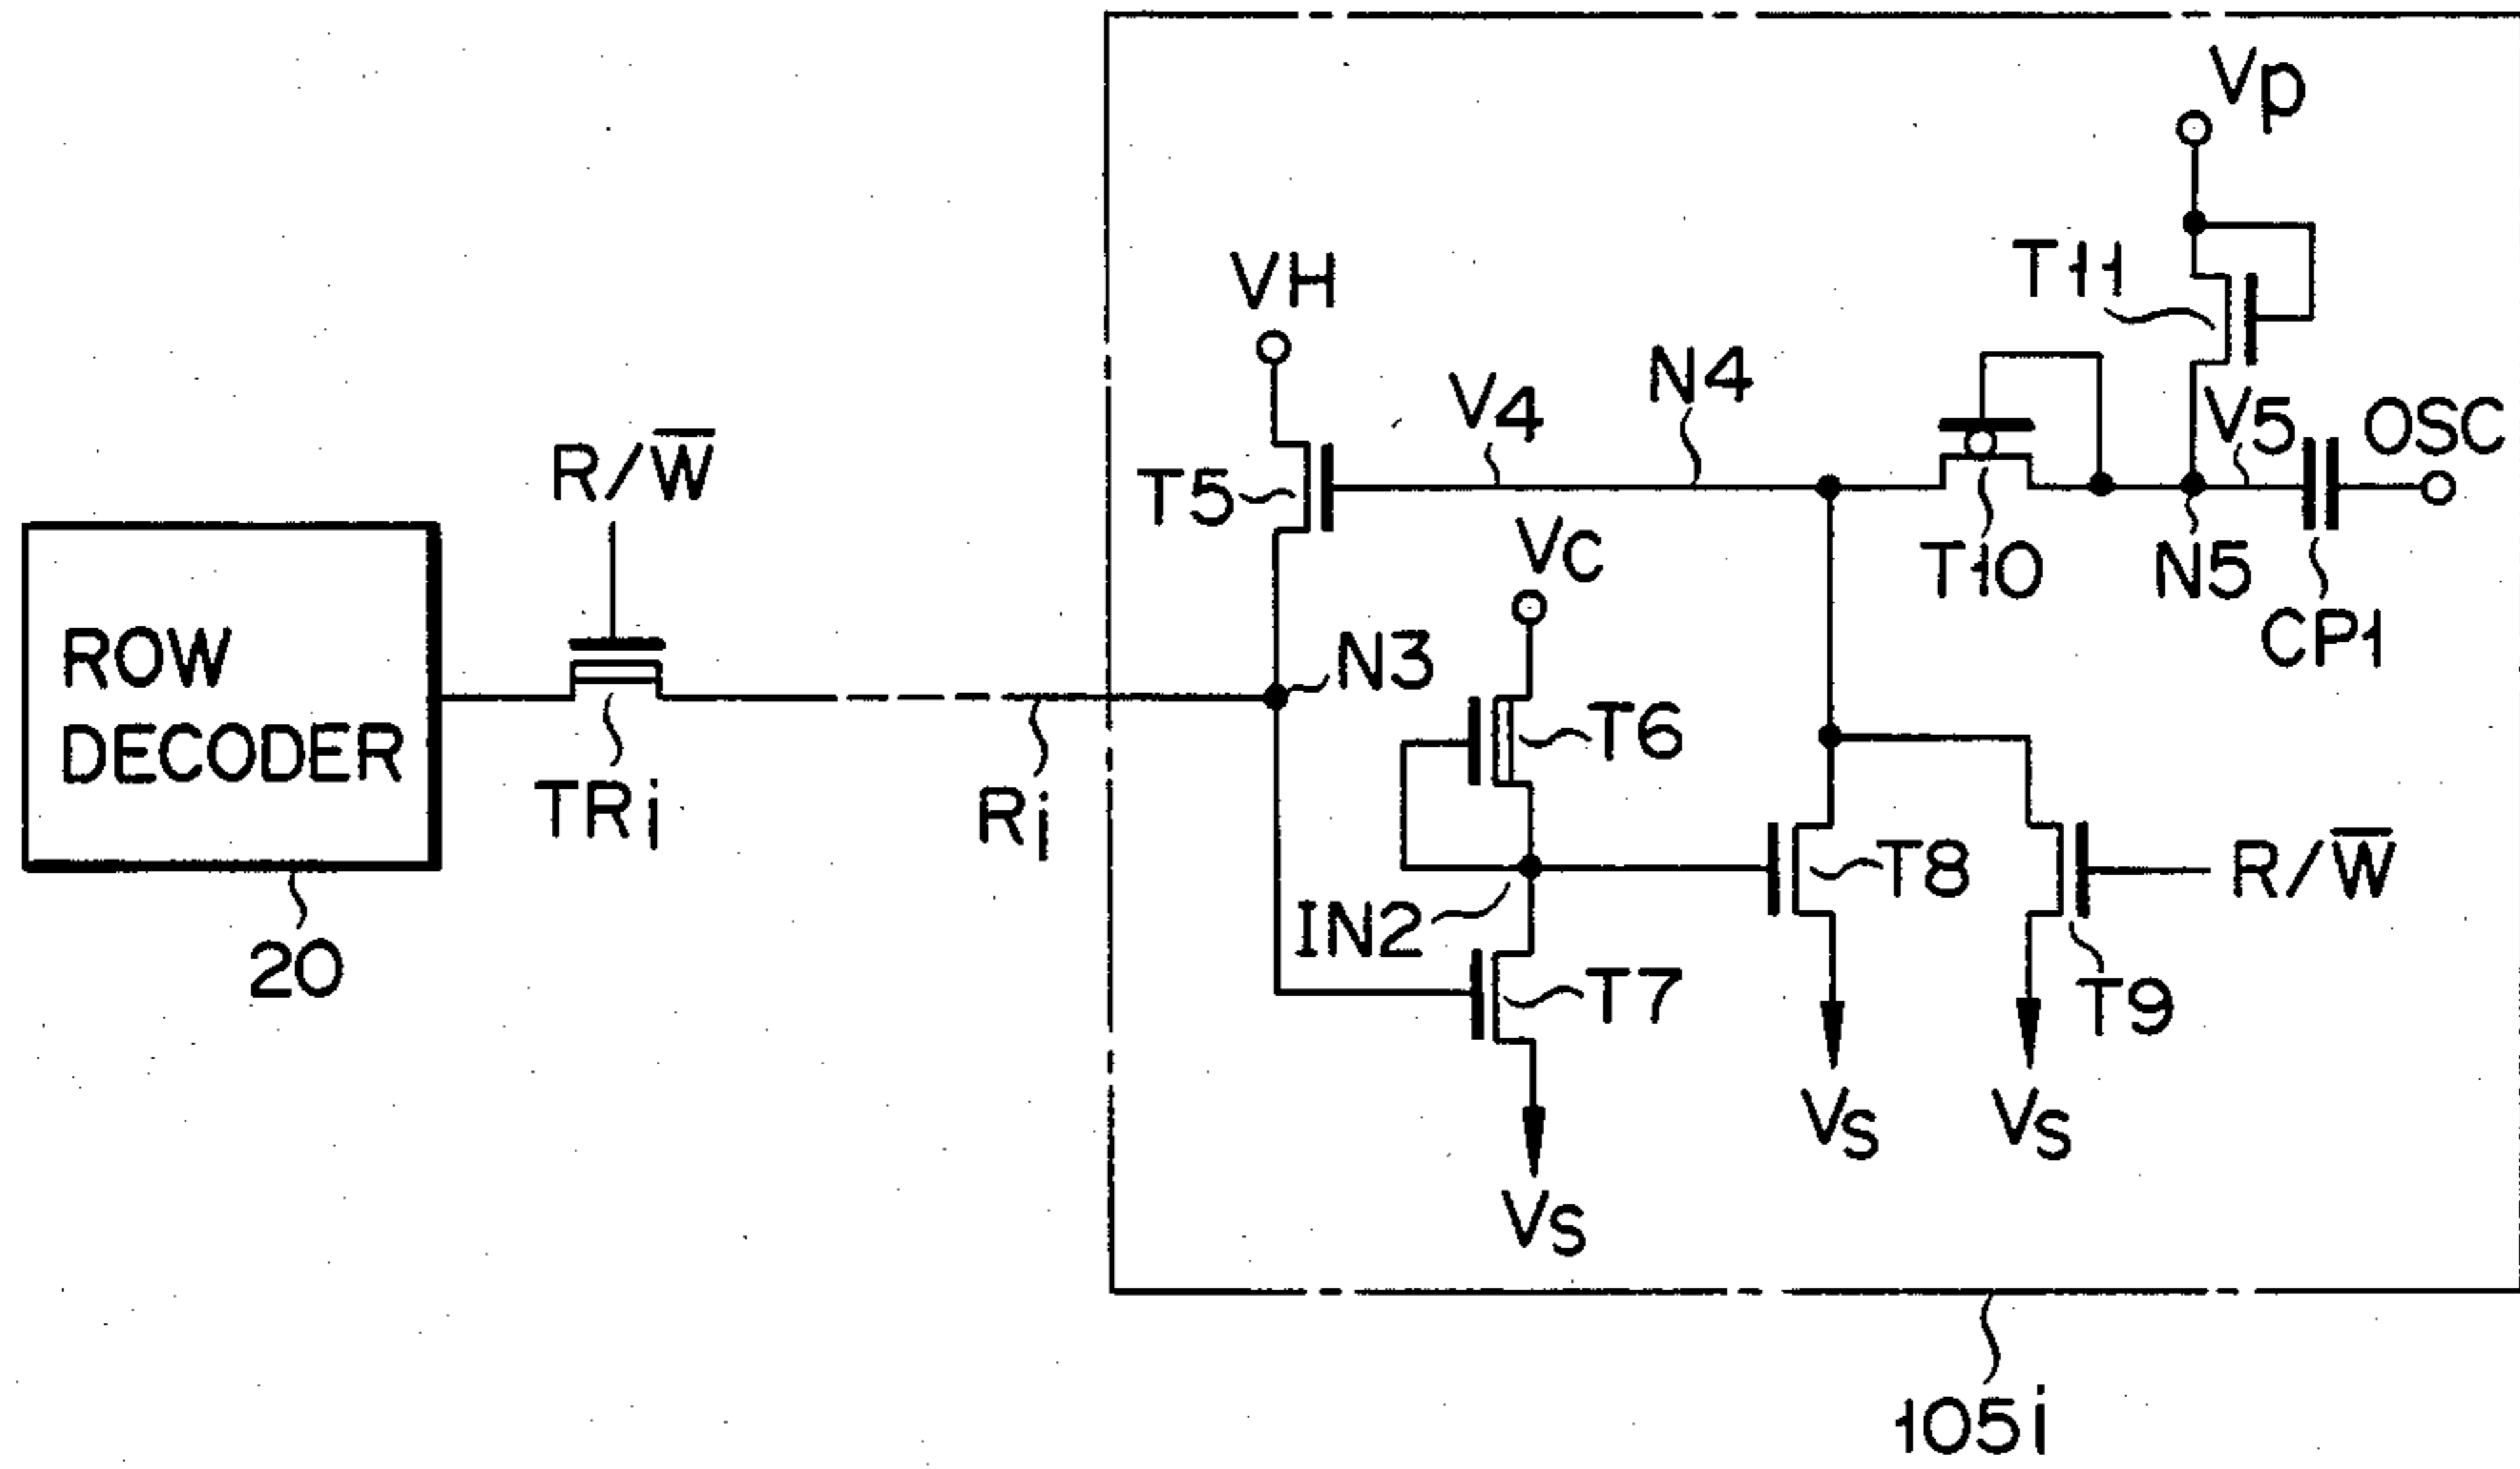 Vp
T11
VH
N4
V4
V5
OSC
R/W̅
T5
VC
T10
N5
CP1
ROW
DECODER
N3
T6
TRi
Ri
T8
R/W̅
IN2
20
T7
T9
VS
VS
VS
105i